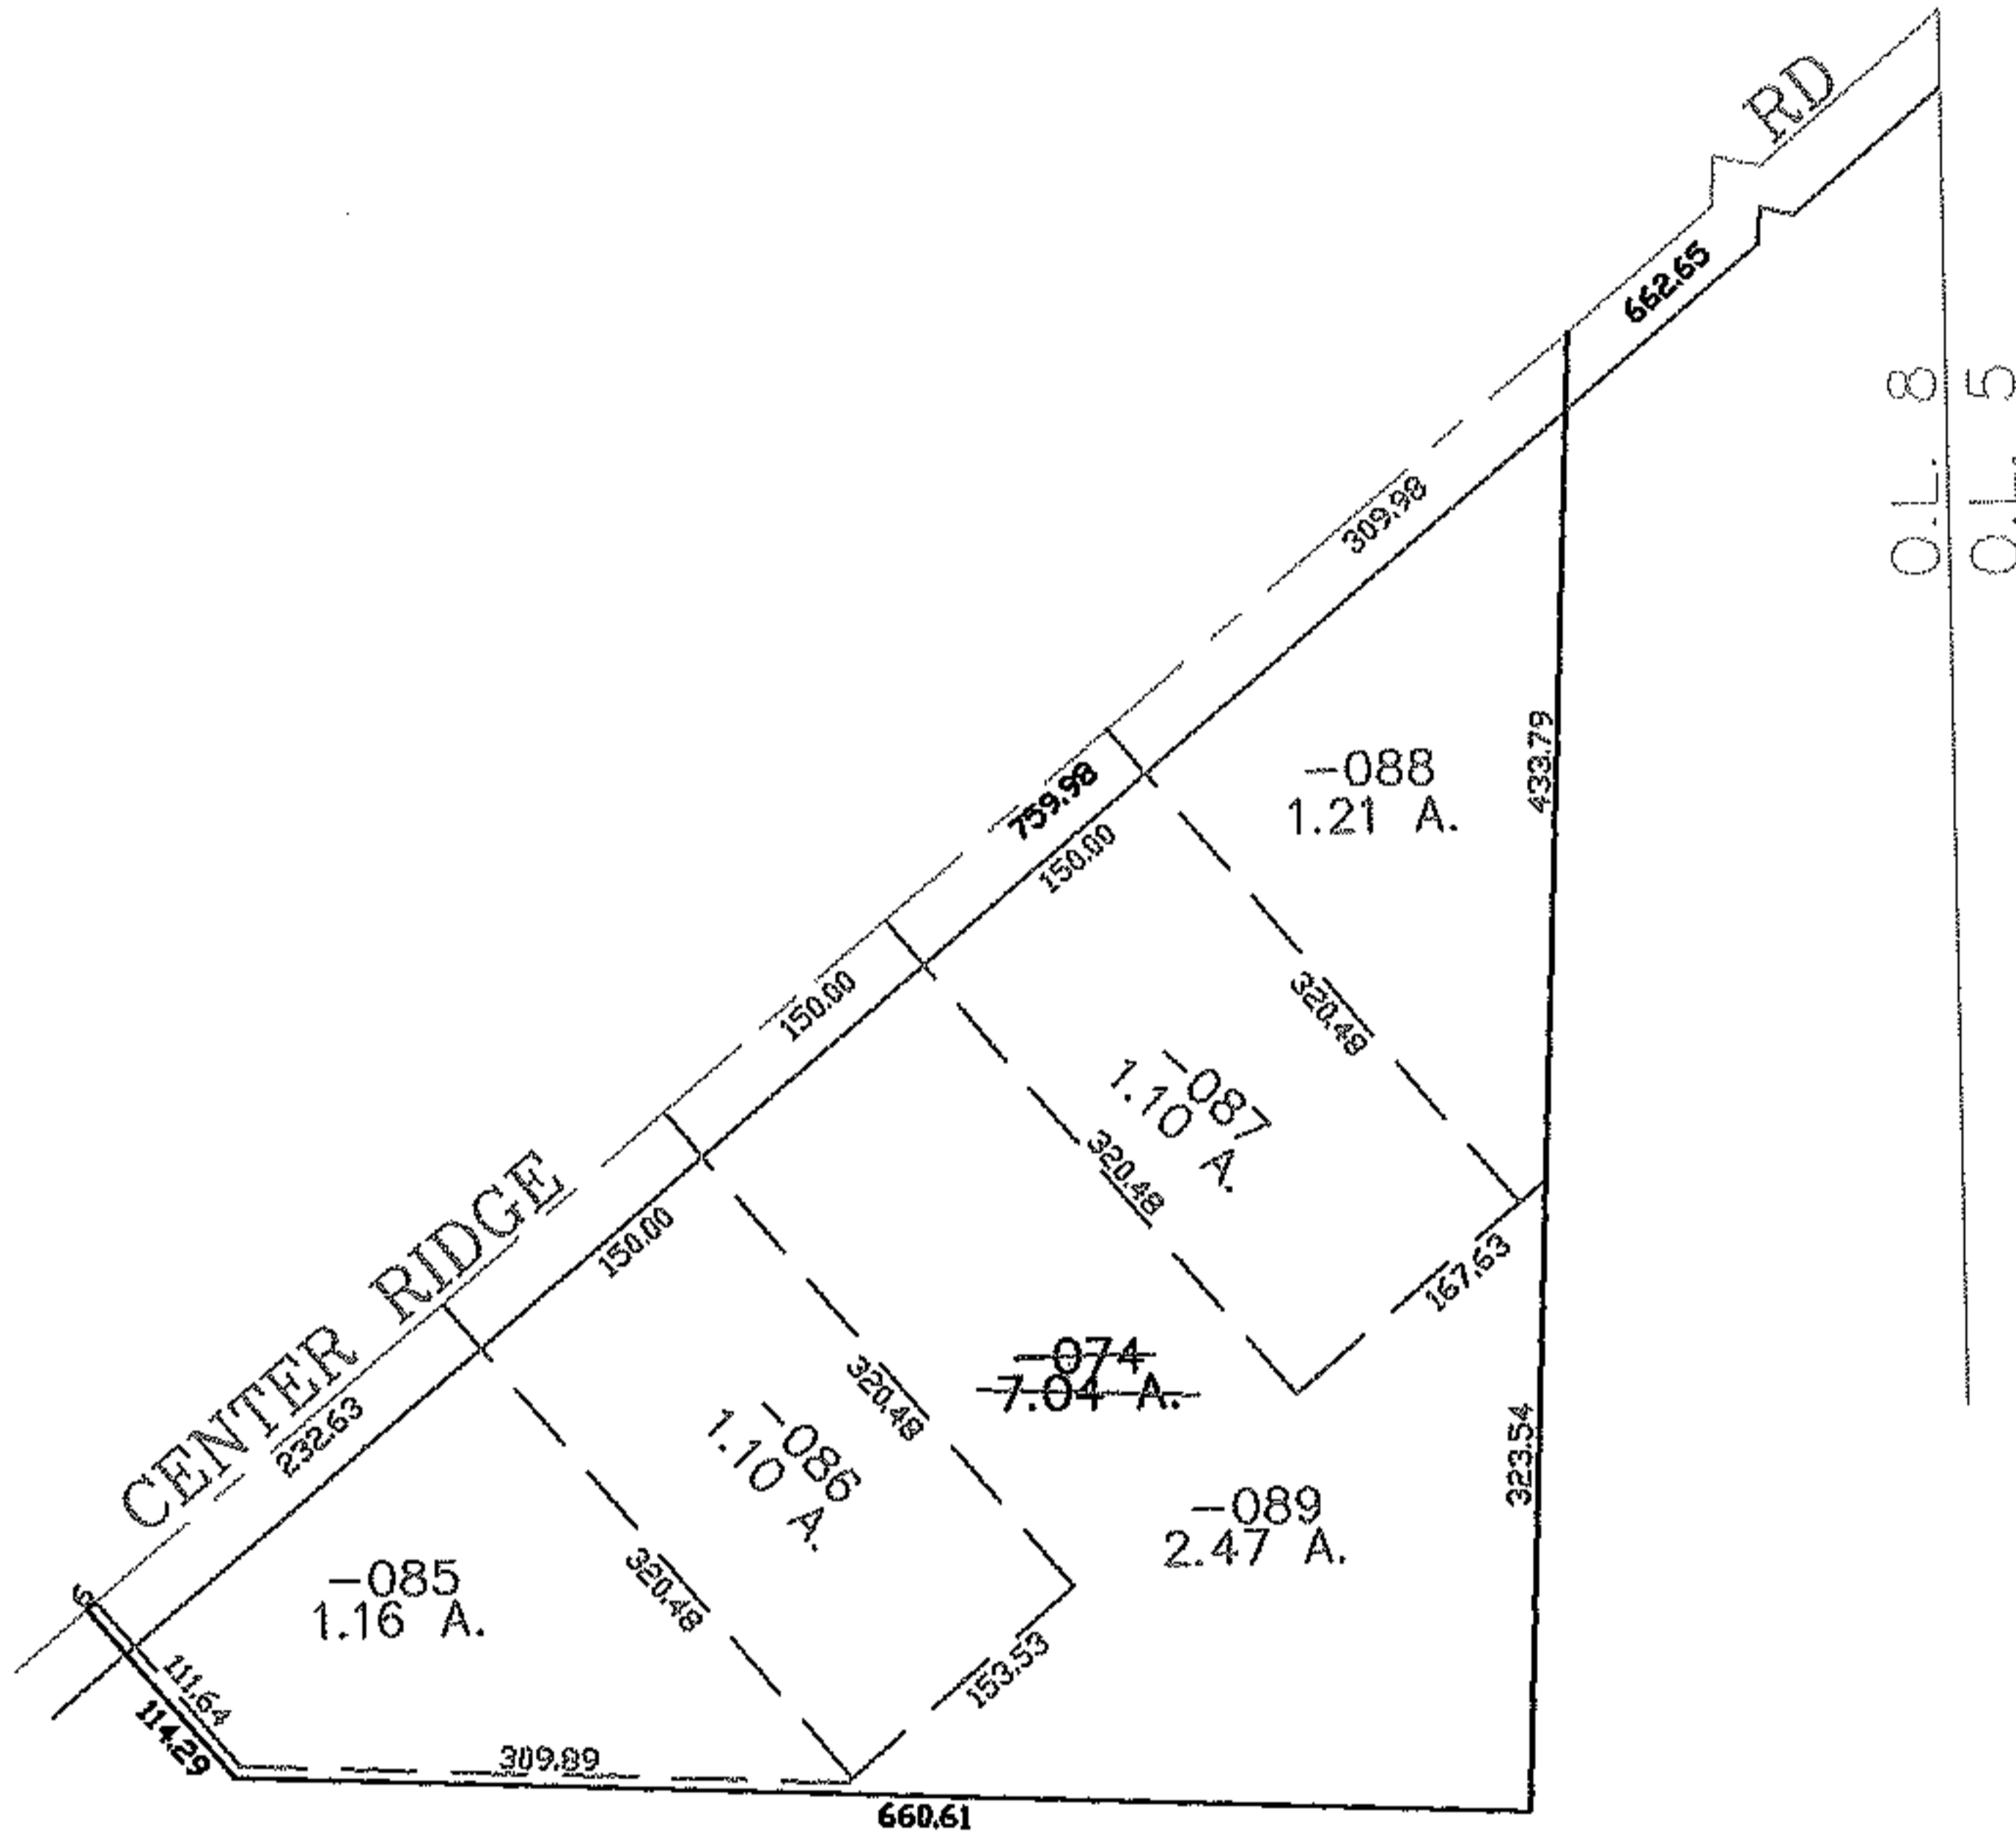 RD
662.65
O.L. 8
O.L. 5
309.98
433.79
-088
1.21 A.
759.98
150.00
320.48
150.00
-087
1.10 A.
320.48
CENTER RIDGE
150.00
167.63
-074
7.04 A.
320.48
232.63
-086
1.10 A.
323.54
-089
2.47 A.
-085
1.16 A.
320.48
153.53
111.64
114.29
309.89
660.61